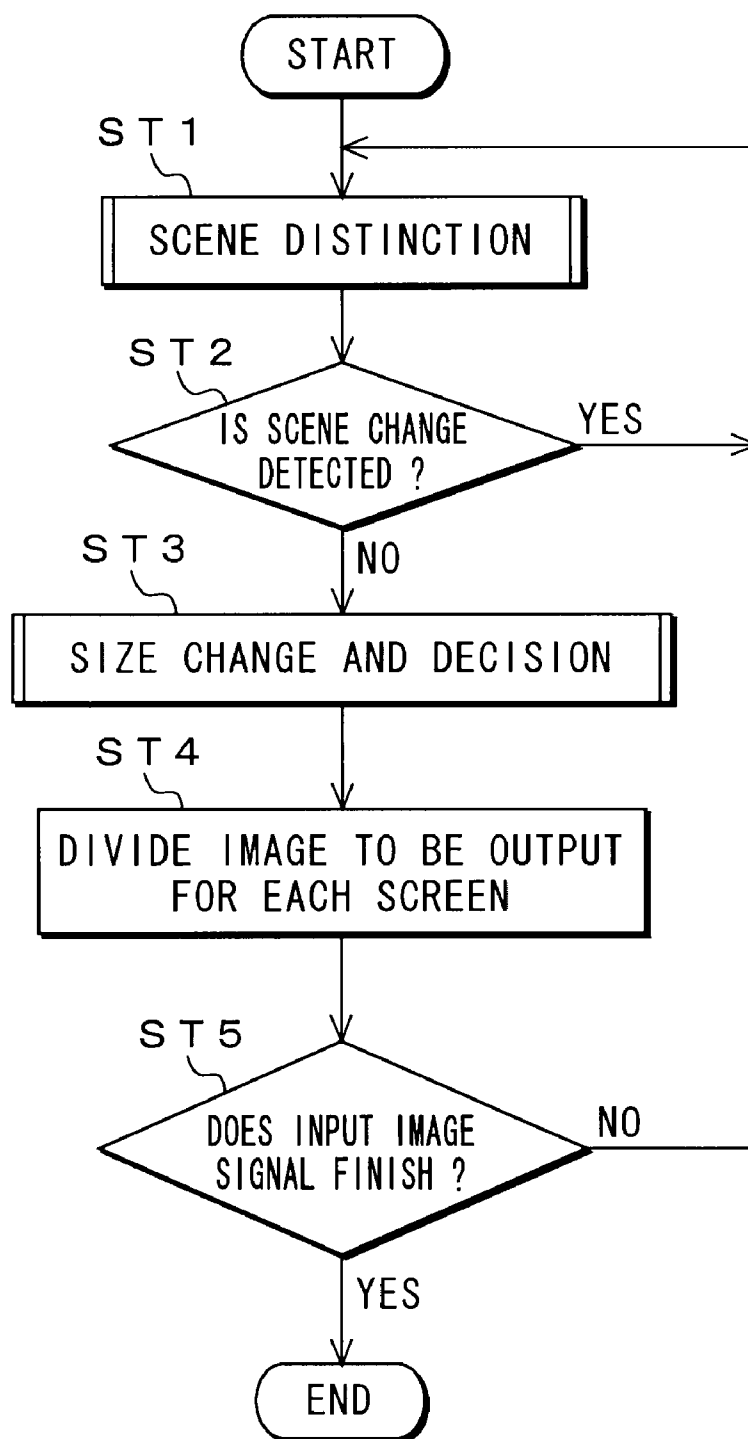 START
ST1
SCENE DISTINCTION
ST2
IS SCENE CHANGE
DETECTED ?
YES
NO
ST3
SIZE CHANGE AND DECISION
ST4
DIVIDE IMAGE TO BE OUTPUT
FOR EACH SCREEN
ST5
DOES INPUT IMAGE
SIGNAL FINISH ?
NO
YES
END